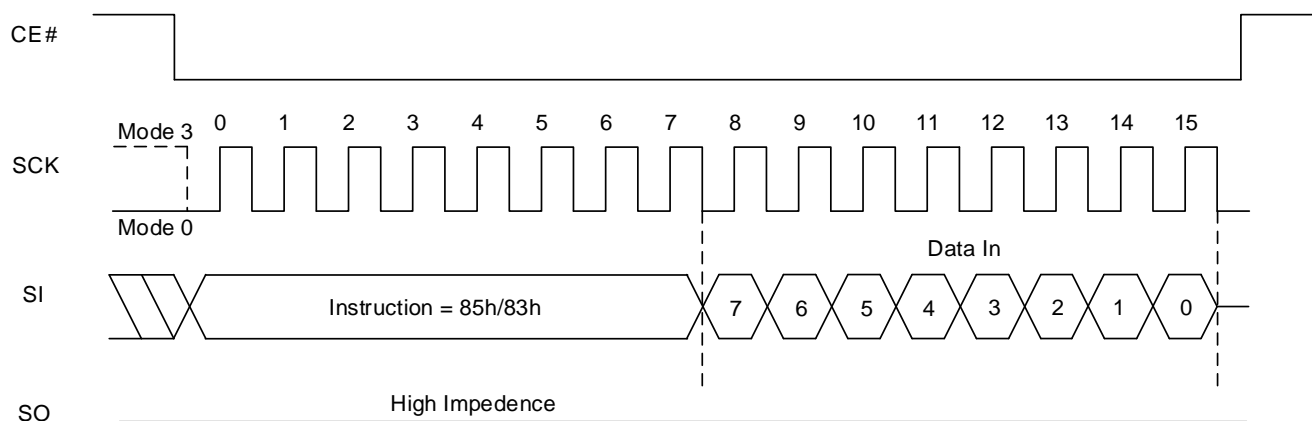 CE#
Mode 3
0 1 2 3 4 5 6 7 8 9 10 11 12 13 14 15
SCK
Mode 0
Data In
SI
Instruction = 85h/83h
7 6 5 4 3 2 1 0
High Impedence
SO